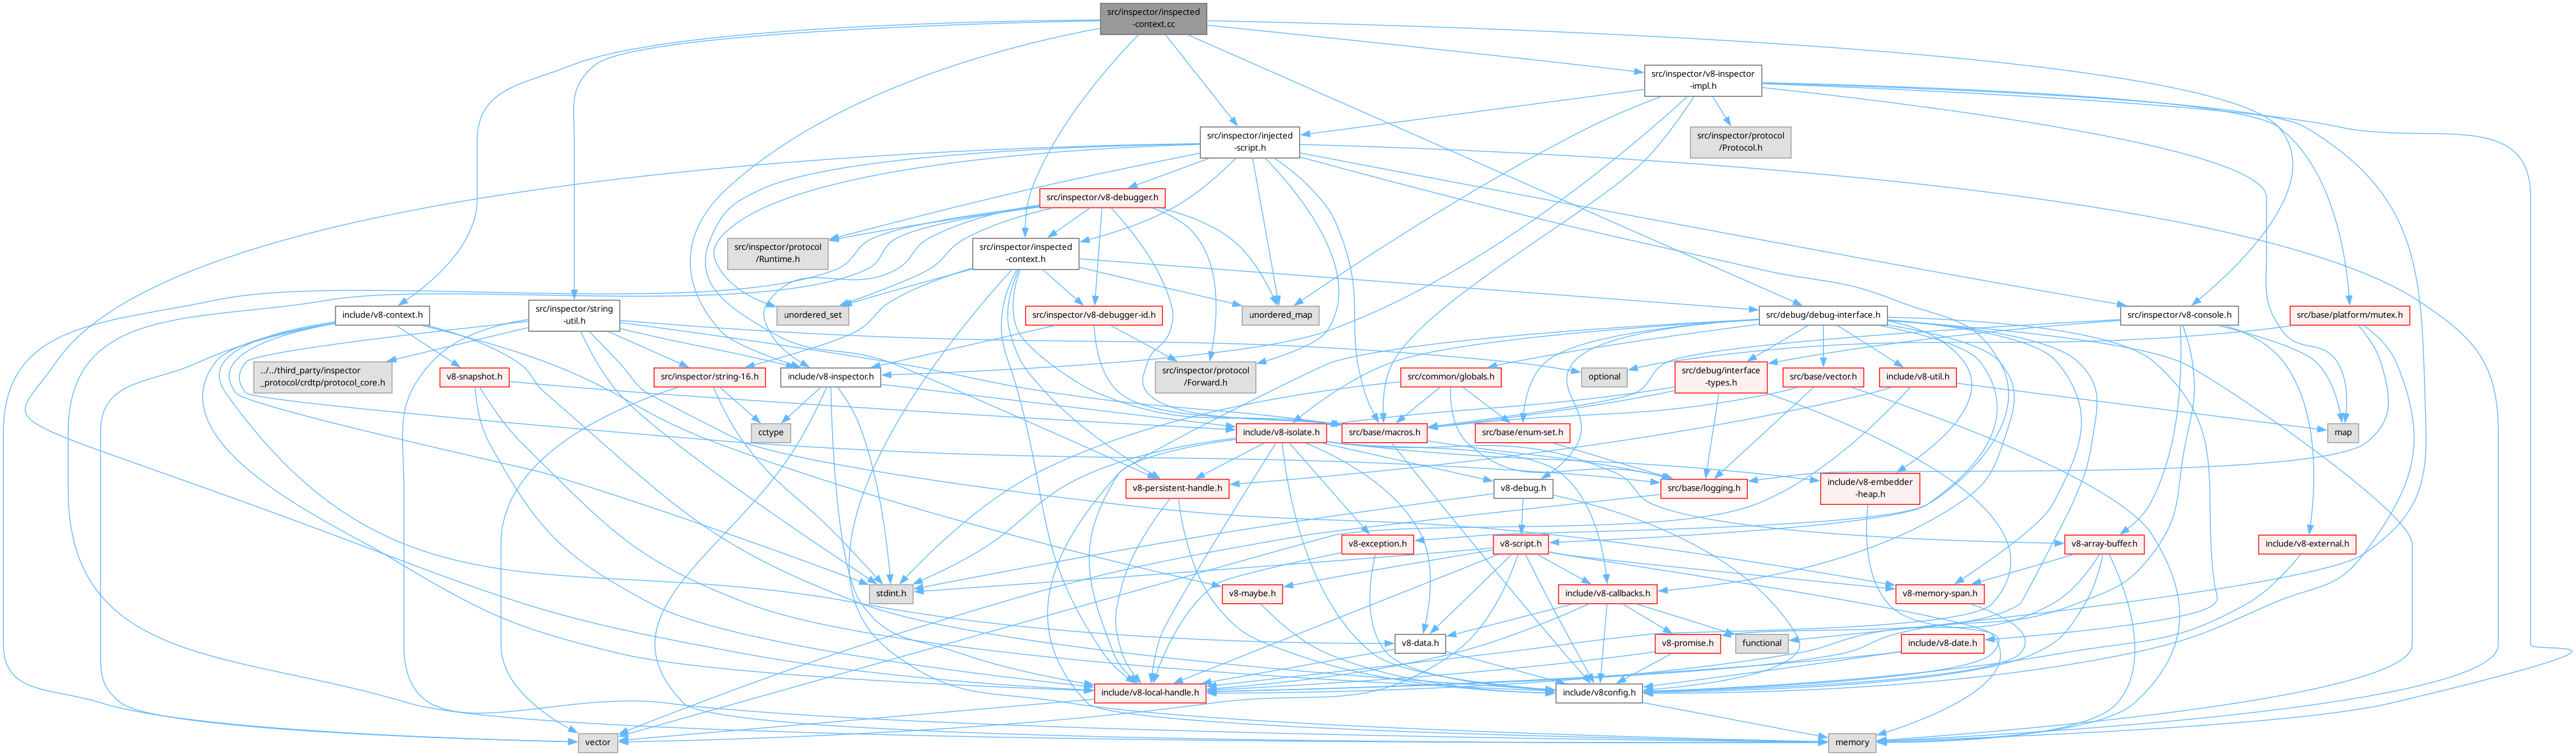 src/inspector/inspected
-context.cc
src/inspector/v8-inspector
-impl.h
src/inspector/injected
-script.h
src/inspector/protocol
/Protocol.h
src/inspector/v8-debugger.h
src/inspector/protocol
/Runtime.h
src/inspector/inspected
-context.h
include/v8-context.h
src/inspector/string
-util.h
unordered_set
src/inspector/v8-debugger-id.h
unordered_map
src/debug/debug-interface.h
src/inspector/v8-console.h
src/base/platform/mutex.h
../../third_party/inspector
_protocol/crdtp/protocol_core.h
v8-snapshot.h
src/inspector/string-16.h
include/v8-inspector.h
src/inspector/protocol
/Forward.h
optional
src/common/globals.h
src/debug/interface
-types.h
src/base/vector.h
include/v8-util.h
cctype
include/v8-isolate.h
src/base/macros.h
src/base/enum-set.h
map
v8-persistent-handle.h
v8-debug.h
src/base/logging.h
include/v8-embedder
-heap.h
v8-exception.h
v8-script.h
v8-array-buffer.h
include/v8-external.h
stdint.h
v8-maybe.h
include/v8-callbacks.h
v8-memory-span.h
v8-data.h
v8-promise.h
functional
include/v8-date.h
include/v8-local-handle.h
include/v8config.h
vector
memory